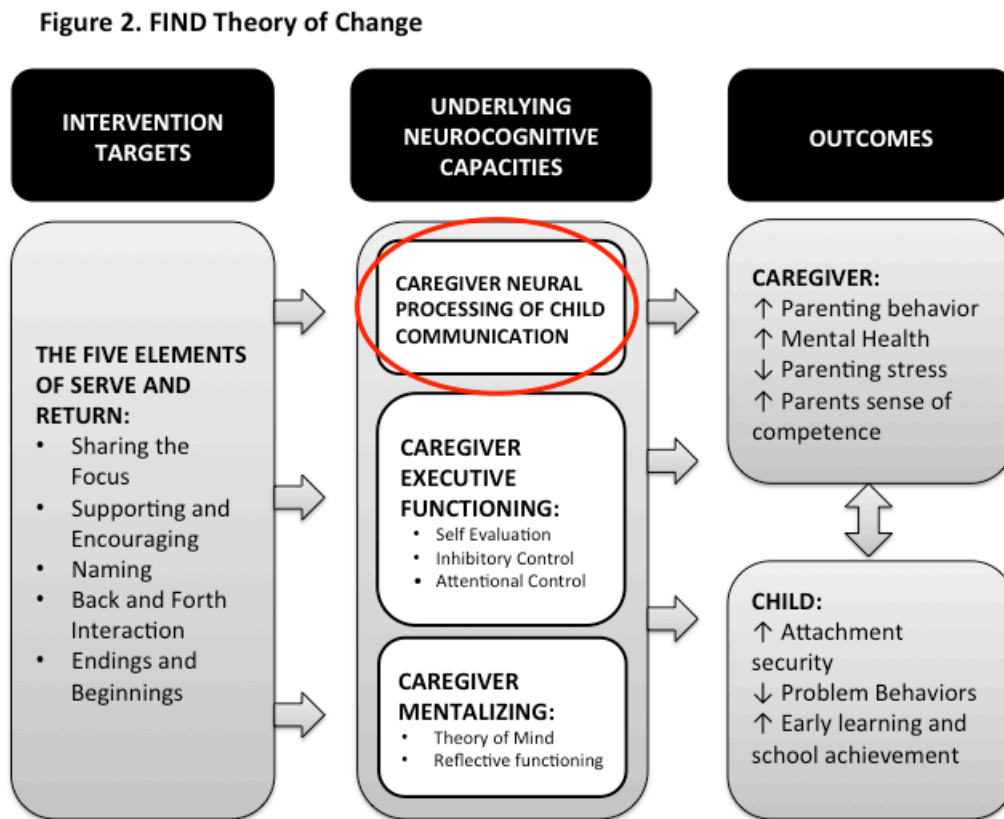 Figure 2. FIND Theory of Change
INTERVENTION
TARGETS
UNDERLYING
NEUROCOGNITIVE
CAPACITIES
OUTCOMES
THE FIVE ELEMENTS
OF SERVE AND
RETURN:
• Sharing the
Focus
• Supporting and
Encouraging
• Naming
• Back and Forth
Interaction
• Endings and
Beginnings
CAREGIVER NEURAL
PROCESSING OF CHILD
COMMUNICATION
CAREGIVER
EXECUTIVE
FUNCTIONING:
• Self Evaluation
• Inhibitory Control
• Attentional Control
CAREGIVER
MENTALIZING:
• Theory of Mind
• Reflective functioning
CAREGIVER:
↑ Parenting behavior
↑ Mental Health
↓ Parenting stress
↑ Parents sense of
competence
CHILD:
↑ Attachment
security
↓ Problem Behaviors
↑ Early learning and
school achievement